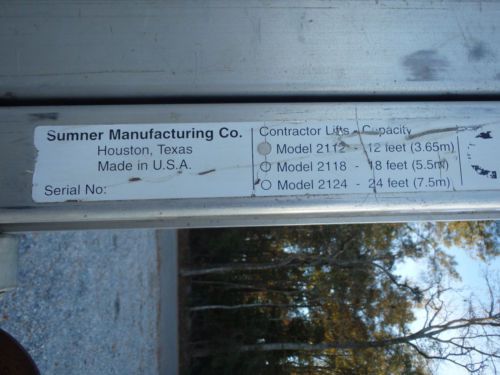 Sumner Manufacturing Co.
Houston, Texas
Made in U.S.A.
Serial No:
Contractor Lifts - Capacity
Model 2112 - 12 feet (3.65m)
Model 2118 - 18 feet (5.5m)
Model 2124 - 24 feet (7.5m)